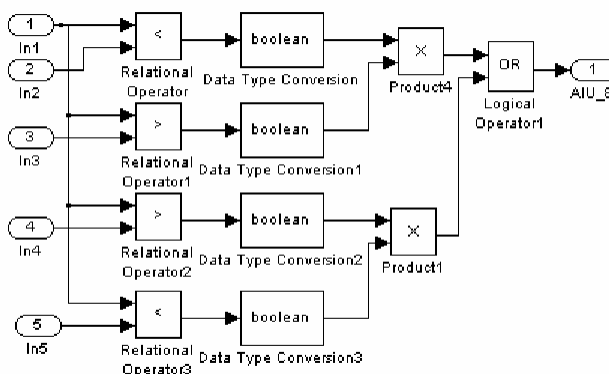 1
In1
2
In2
<
Relational
Operator
boolean
Data Type Conversion
X
Product4
OR
Logical
Operator1
1
3
In3
>
Relational
Operator1
boolean
Data Type Conversion1
4
In4
>
Relational
Operator2
boolean
Data Type Conversion2
X
Product1
5
In5
<
Relational
Operator3
boolean
Data Type Conversion3